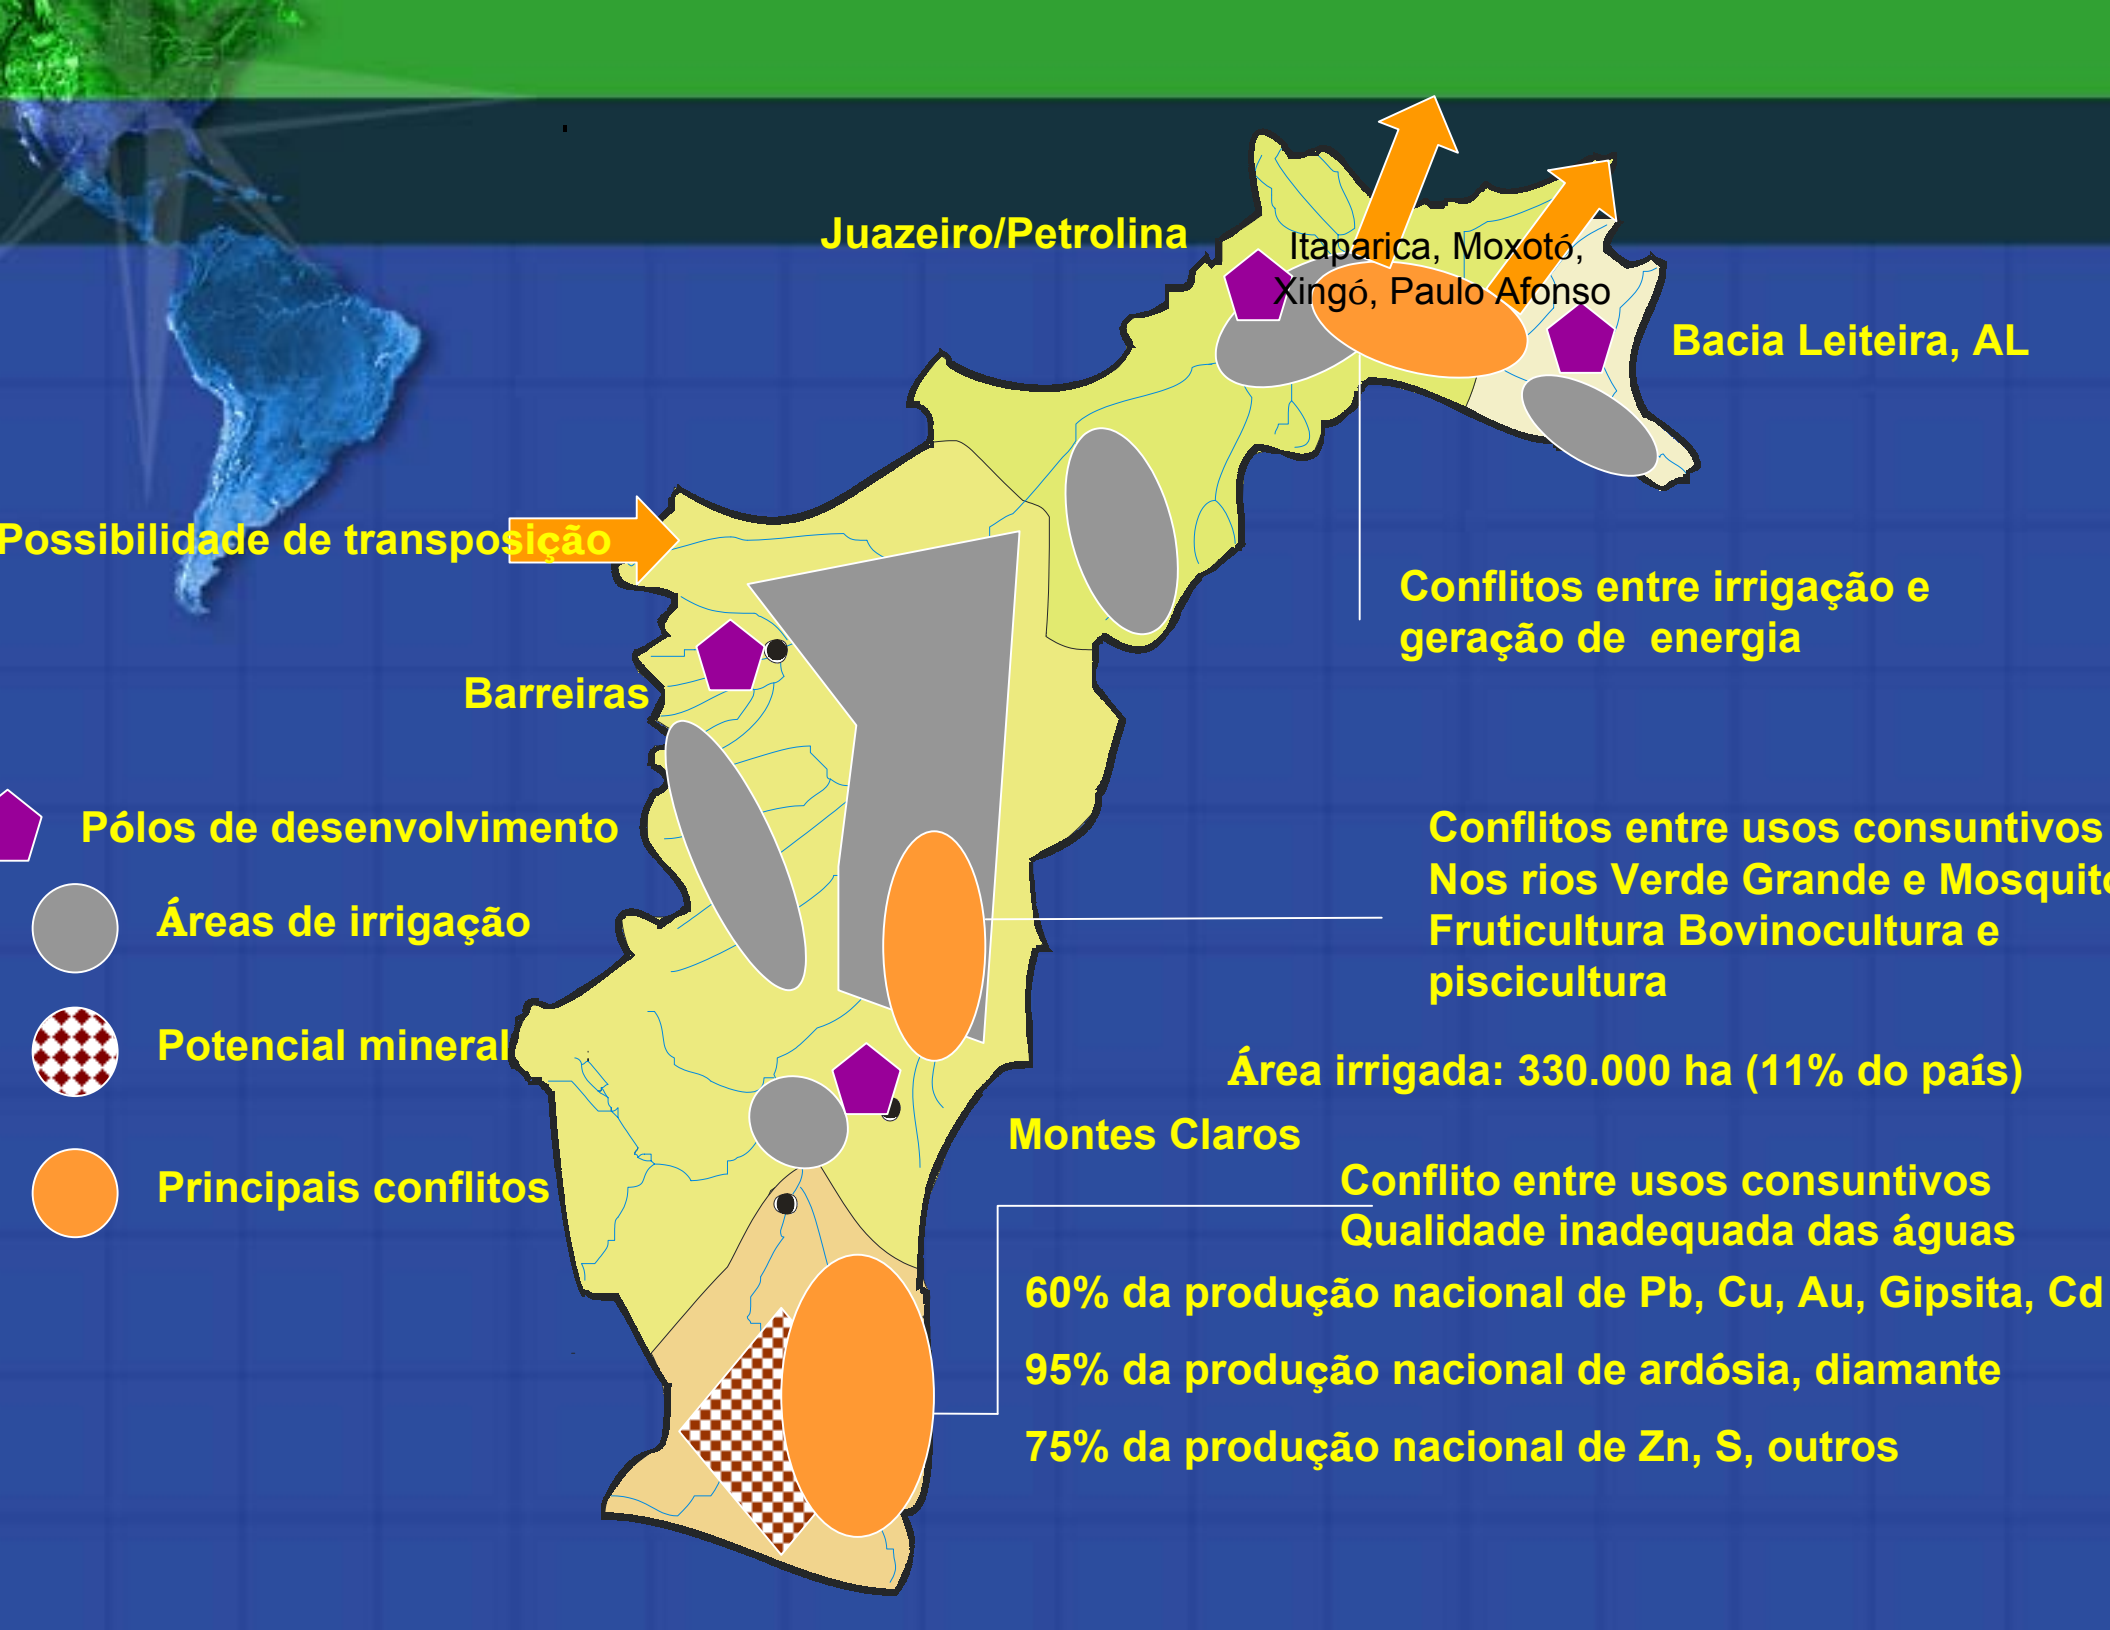 Juazeiro/Petrolina
Itaparica, Moxotó,
Xingó, Paulo Afonso
Bacia Leiteira, AL
Possibilidade de transposição
Conflitos entre irrigação e
geração de energia
Barreiras
Pólos de desenvolvimento
Áreas de irrigação
Potencial mineral
Principais conflitos
Conflitos entre usos consuntivos
Nos rios Verde Grande e Mosquito
Fruticultura Bovinocultura e
piscicultura
Área irrigada: 330.000 ha (11% do país)
Montes Claros
Conflito entre usos consuntivos
Qualidade inadequada das águas
60% da produção nacional de Pb, Cu, Au, Gipsita, Cd
95% da produção nacional de ardósia, diamante
75% da produção nacional de Zn, S, outros